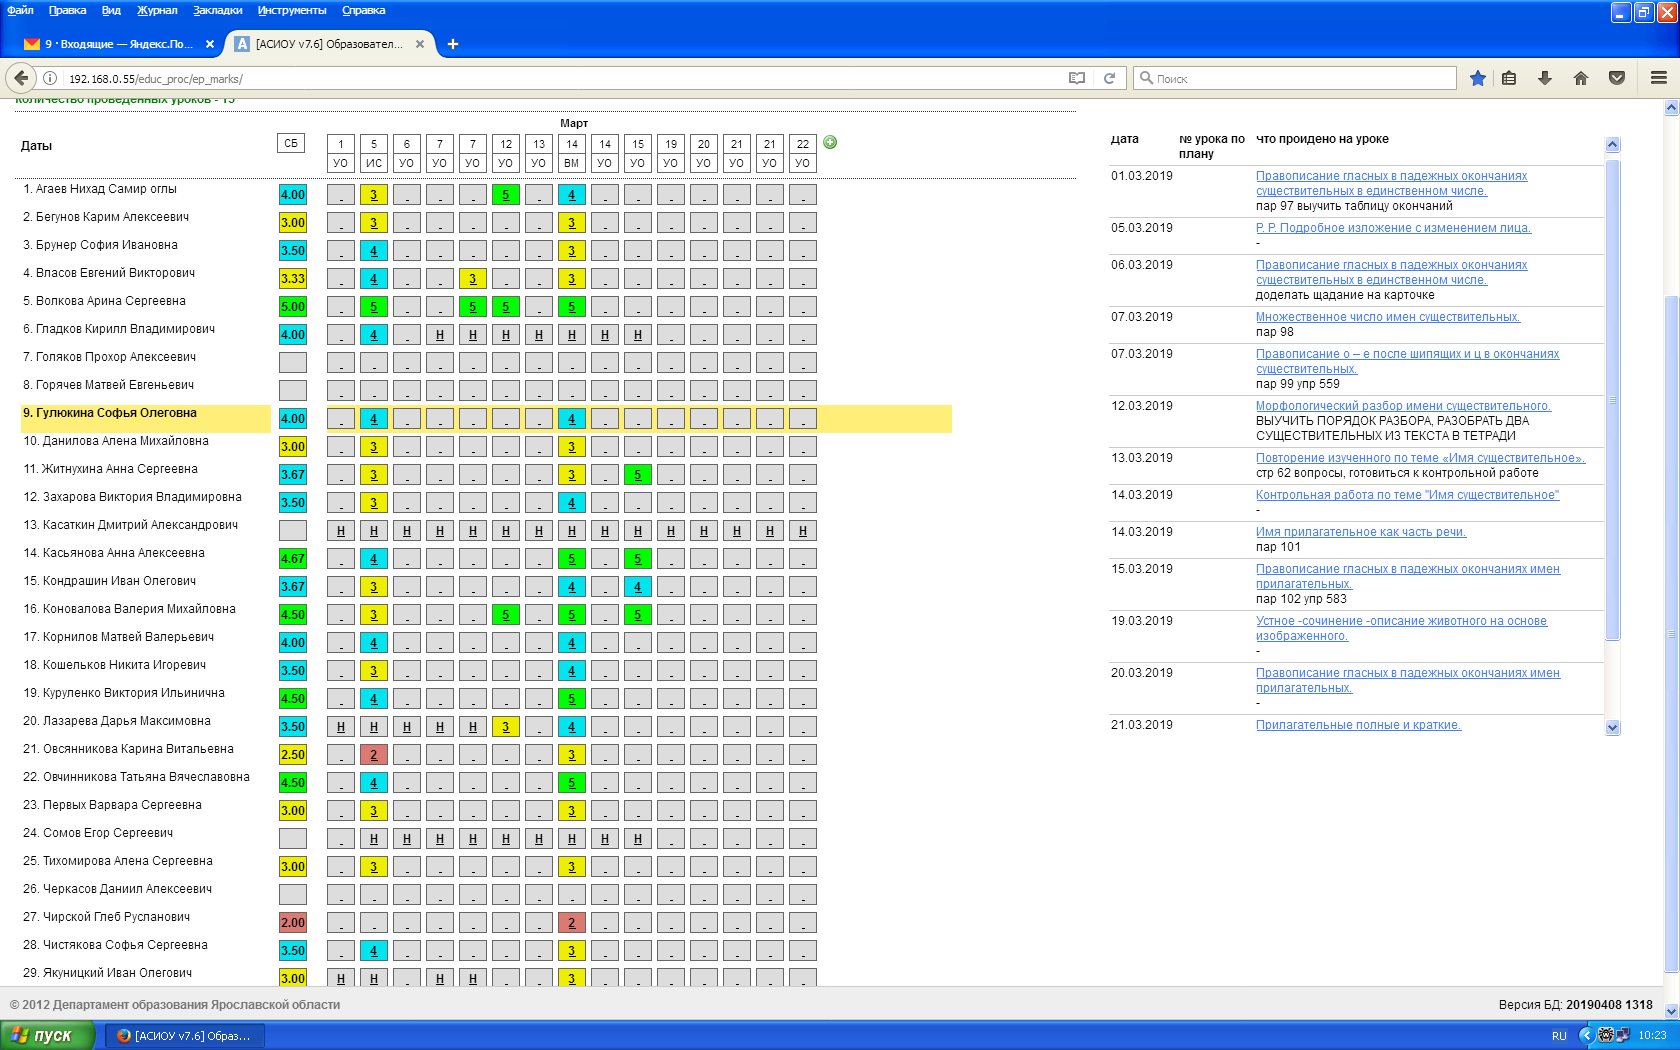 Файл Правка Вид Журнал Закладки Инструменты Справка
9 · Входящие — Яндекс.По...
[АСИОУ v7.6] Образовател...
192.168.0.55/educ_proc/ep_marks/
Поиск
Количество проведенных уроков - 15
Март
Даты СБ 1 5 6 7 7 12 13 14 14 15 19 20 21 21 22
УО ИС УО УО УО УО УО ВМ УО УО УО УО УО УО УО
1. Агаев Нихад Самир оглы 4.00 - 3 - - - 5 - 4 - - - - - - -
2. Бегунов Карим Алексеевич 3.00 - 3 - - - - - 3 - - - - - - -
3. Брунер София Ивановна 3.50 - 4 - - - - - 3 - - - - - - -
4. Власов Евгений Викторович 3.33 - 4 - - 3 - - 3 - - - - - - -
5. Волкова Арина Сергеевна 5.00 - 5 - - 5 5 - 5 - - - - - - -
6. Гладков Кирилл Владимирович 4.00 - 4 - Н Н Н Н Н Н Н - - - - -
7. Голяков Прохор Алексеевич - - - - - - - - - - - - - - -
8. Горячев Матвей Евгеньевич - - - - - - - - - - - - - - -
9. Гулюкина Софья Олеговна 4.00 - 4 - - - - - 4 - - - - - - -
10. Данилова Алена Михайловна 3.00 - 3 - - - - - 3 - - - - - - -
11. Житнухина Анна Сергеевна 3.67 - 3 - - - - - 3 - 5 - - - - -
12. Захарова Виктория Владимировна 3.50 - 3 - - - - - 4 - - - - - - -
13. Касаткин Дмитрий Александрович Н Н Н Н Н Н Н Н Н Н Н Н Н Н Н
14. Касьянова Анна Алексеевна 4.67 - 4 - - - - - 5 - 5 - - - - -
15. Кондрашин Иван Олегович 3.67 - 3 - - - - - 4 - 4 - - - - -
16. Коновалова Валерия Михайловна 4.50 - 3 - - - 5 - 5 - 5 - - - - -
17. Корнилов Матвей Валерьевич 4.00 - 4 - - - - - 4 - - - - - - -
18. Кошельков Никита Игоревич 3.50 - 3 - - - - - 4 - - - - - - -
19. Куруленко Виктория Ильинична 4.50 - 4 - - - - - 5 - - - - - - -
20. Лазарева Дарья Максимовна 3.50 Н Н Н Н Н 3 - 4 - - - - - - -
21. Овсянникова Карина Витальевна 2.50 - 2 - - - - - 3 - - - - - - -
22. Овчинникова Татьяна Вячеславовна 4.50 - 4 - - - - - 5 - - - - - - -
23. Первых Варвара Сергеевна 3.00 - 3 - - - - - 3 - - - - - - -
24. Сомов Егор Сергеевич - Н Н Н Н Н Н Н Н Н - - - - -
25. Тихомирова Алена Сергеевна 3.00 - 3 - - - - - 3 - - - - - - -
26. Черкасов Даниил Алексеевич - - - - - - - - - - - - - - -
27. Чирской Глеб Русланович 2.00 - - - - - - - 2 - - - - - - -
28. Чистякова Софья Сергеевна 3.50 - 4 - - - - - 3 - - - - - - -
29. Якуницкий Иван Олегович 3.00 Н Н - Н Н - - 3 - - - - - - -
Дата № урока по Что пройдено на уроке
плану
01.03.2019 Правописание гласных в падежных окончаниях
существительных в единственном числе.
пар 97 выучить таблицу окончаний
05.03.2019 Р. Р. Подробное изложение с изменением лица.
-
06.03.2019 Правописание гласных в падежных окончаниях
существительных в единственном числе.
доделать щадание на карточке
07.03.2019 Множественное число имен существительных.
пар 98
07.03.2019 Правописание о – е после шипящих и ц в окончаниях
существительных.
пар 99 упр 559
12.03.2019 Морфологический разбор имени существительного.
ВЫУЧИТЬ ПОРЯДОК РАЗБОРА, РАЗОБРАТЬ ДВА
СУЩЕСТВИТЕЛЬНЫХ ИЗ ТЕКСТА В ТЕТРАДИ
13.03.2019 Повторение изученного по теме «Имя существительное».
стр 62 вопросы, готовиться к контрольной работе
14.03.2019 Контрольная работа по теме "Имя существительное"
-
14.03.2019 Имя прилагательное как часть речи.
пар 101
15.03.2019 Правописание гласных в падежных окончаниях имен
прилагательных.
пар 102 упр 583
19.03.2019 Устное -сочинение -описание животного на основе
изображенного.
-
20.03.2019 Правописание гласных в падежных окончаниях имен
прилагательных.
-
21.03.2019 Прилагательные полные и краткие.
© 2012 Департамент образования Ярославской области
Версия БД: 20190408 1318
пуск
[АСИОУ v7.6] Образ...
RU
10:23